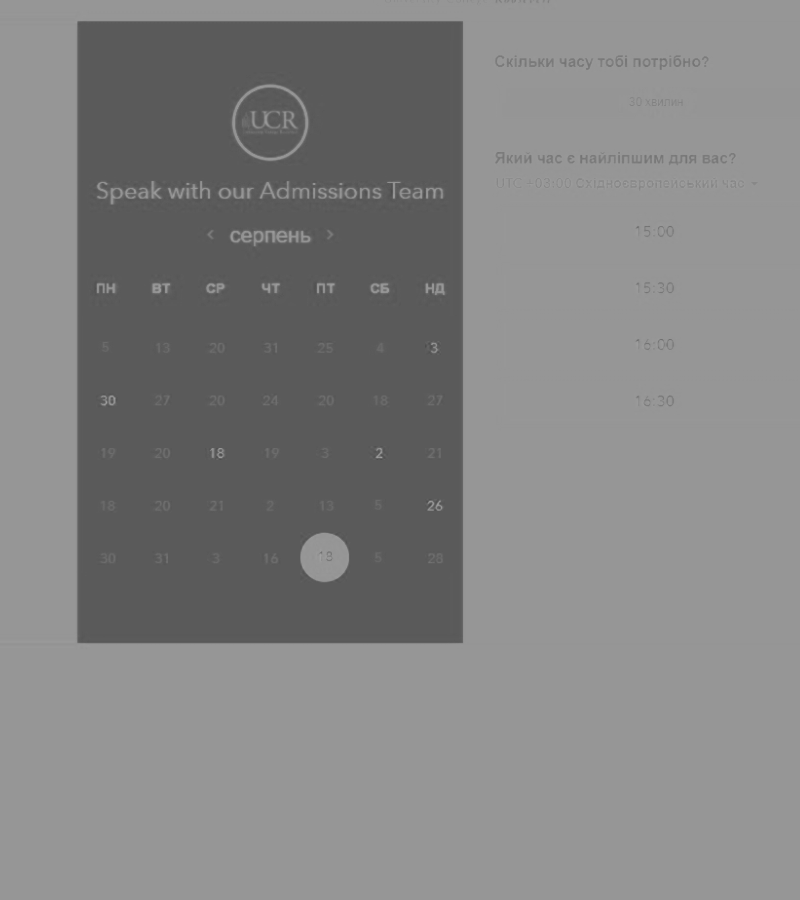 UCR
Speak with our Admissions Team
‹ серпень ›
ПН ВТ СР ЧТ ПТ СБ НД
5 13 20 31 25 4 3
30 27 20 24 20 18 27
19 20 18 19 3 2 21
18 20 21 2 13 5 26
30 31 3 16 18 5 28
Скільки часу тобі потрібно?
30 хвилин
Який час є найліпшим для вас?
UTC +03:00 Східноєвропейський час
15:00
15:30
16:00
16:30